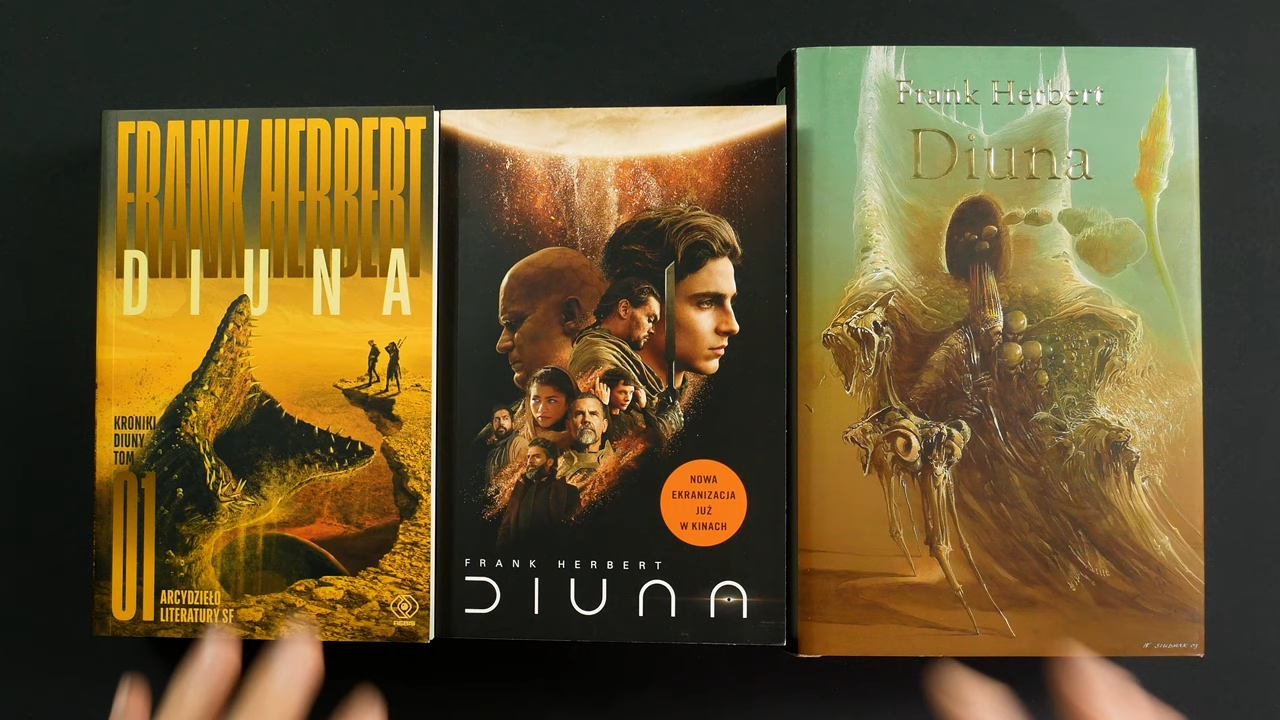 FRANK HERBERT
DIUNA
KRONIKI
DIUNY
TOM
01
ARCYDZIEŁO
LITERATURY SF
REBIS
NOWA
EKRANIZACJA
JUŻ
W KINACH
FRANK HERBERT
DIUNA
Frank Herbert
Diuna